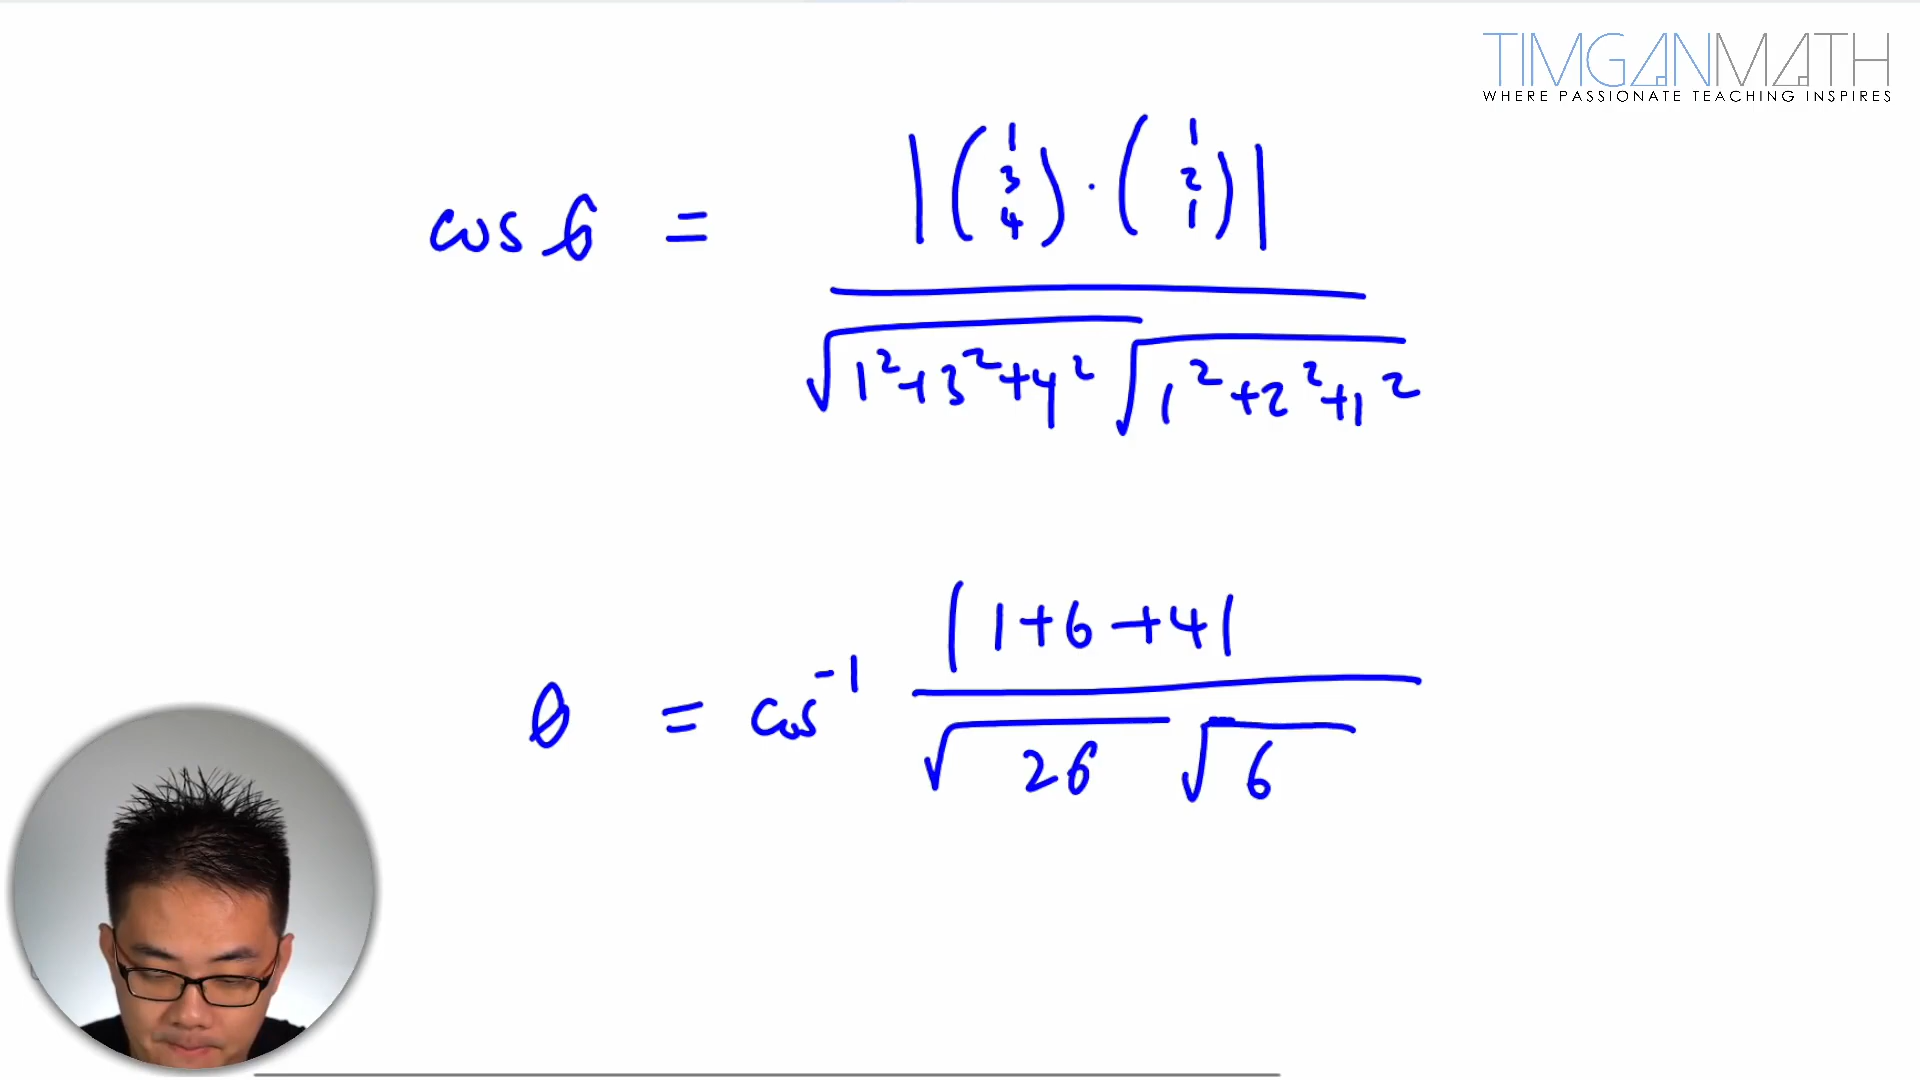 TIMGANMATH
WHERE PASSIONATE TEACHING INSPIRES
cos θ = |(1 3 4) · (1 2 1)| / √(1²+3²+4²) √(1²+2²+1²)
θ = cos⁻¹ |1+6+4| / √26 √6